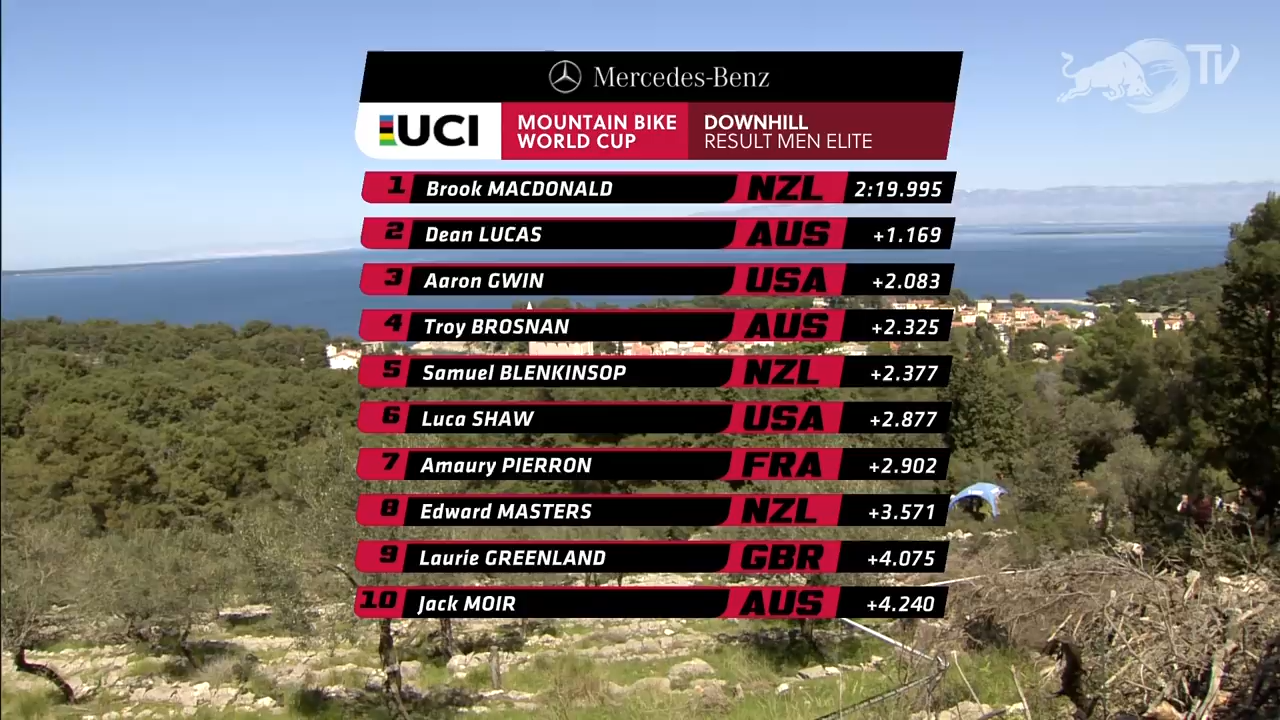 Mercedes-Benz
TV
UCI
MOUNTAIN BIKE
WORLD CUP
DOWNHILL
RESULT MEN ELITE
1 Brook MACDONALD NZL 2:19.995
2 Dean LUCAS AUS +1.169
3 Aaron GWIN USA +2.083
4 Troy BROSNAN AUS +2.325
5 Samuel BLENKINSOP NZL +2.377
6 Luca SHAW USA +2.877
7 Amaury PIERRON FRA +2.902
8 Edward MASTERS NZL +3.571
9 Laurie GREENLAND GBR +4.075
10 Jack MOIR AUS +4.240